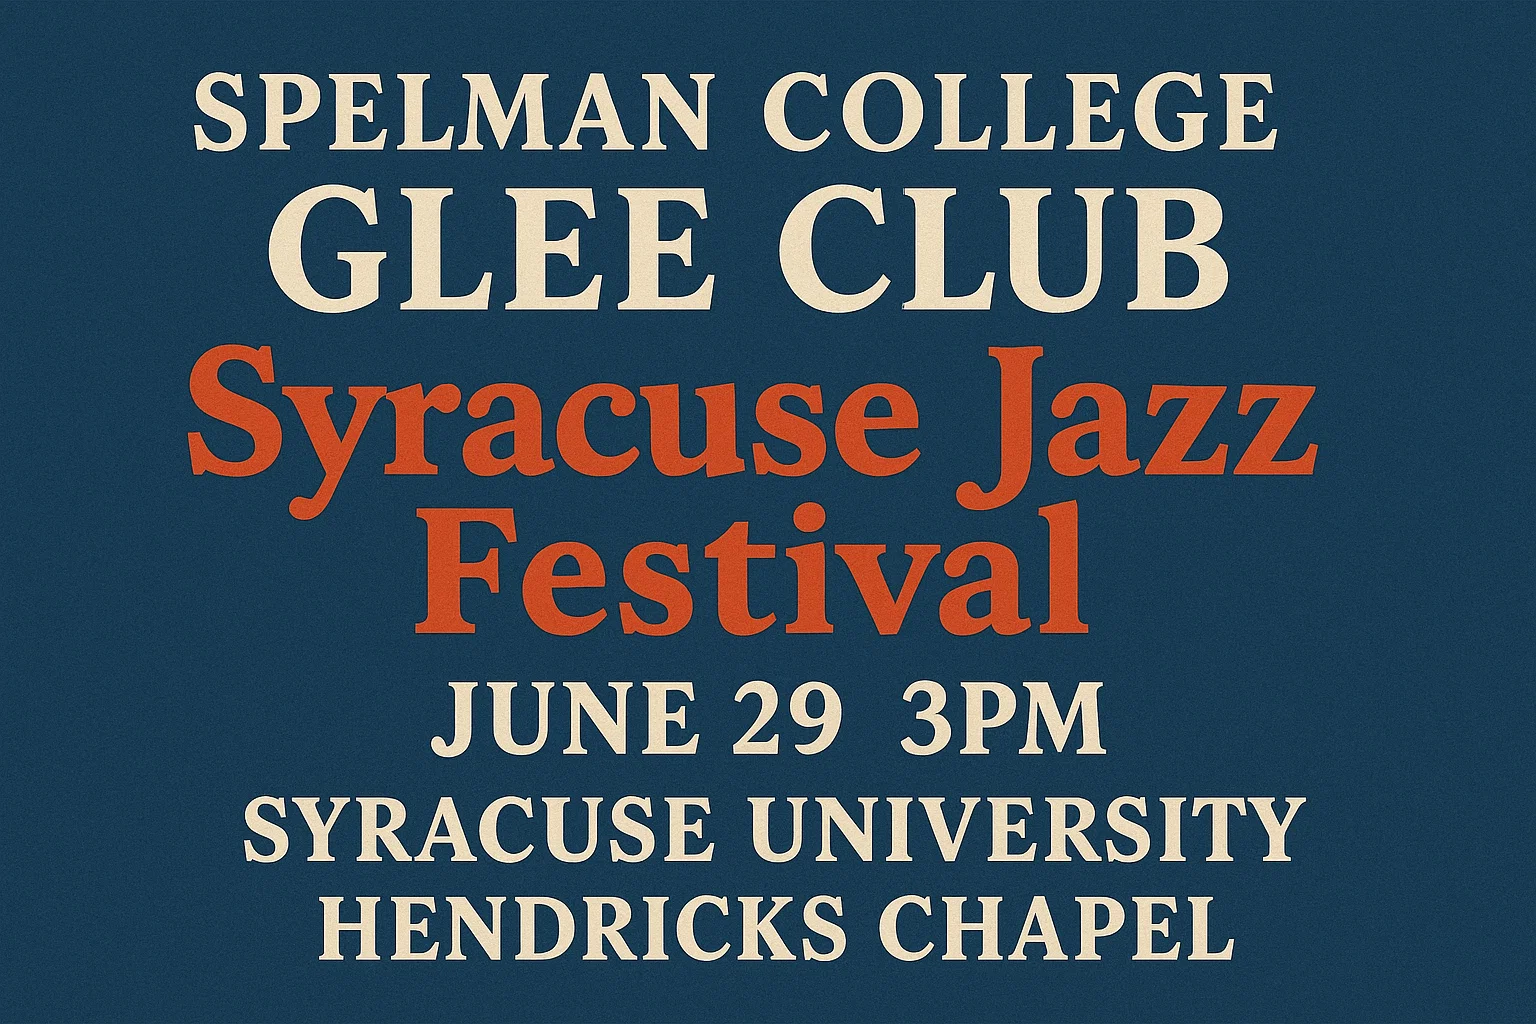 SPELMAN COLLEGE
GLEE CLUB
Syracuse Jazz
Festival
JUNE 29 3PM
SYRACUSE UNIVERSITY
HENDRICKS CHAPEL